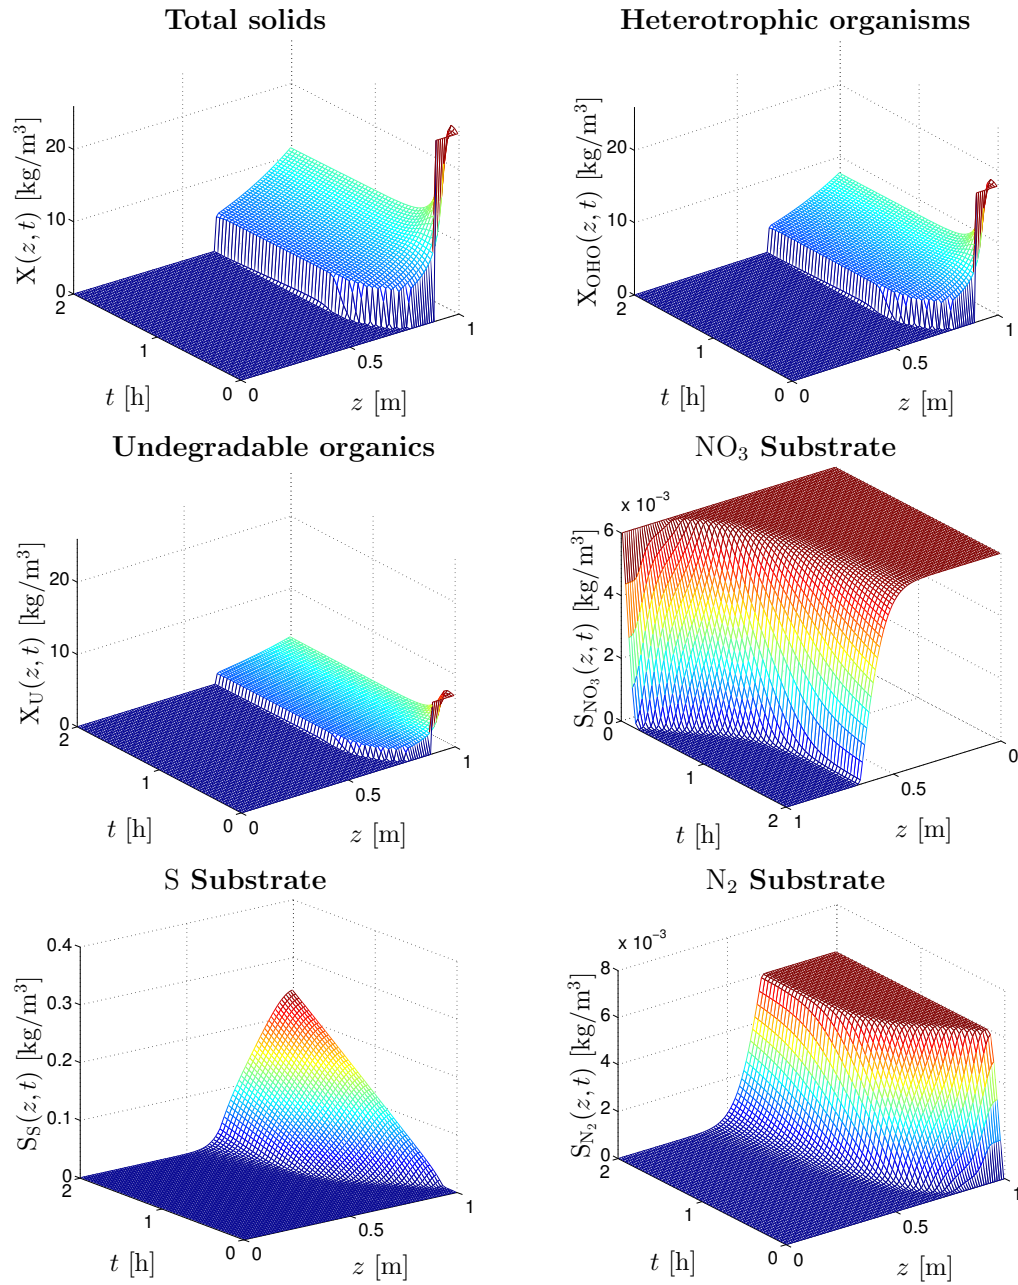 Total solids
X(z, t) [kg/m³]
20
10
0
2
1
0
t [h]
0
0.5
1
z [m]
Heterotrophic organisms
X_OHO(z, t) [kg/m³]
20
10
0
2
1
0
t [h]
0
0.5
1
z [m]
Undegradable organics
X_U(z, t) [kg/m³]
20
10
0
2
1
0
t [h]
0
0.5
1
z [m]
NO₃ Substrate
x 10⁻³
S_NO₃(z, t) [kg/m³]
6
4
2
0
0
1
2
t [h]
1
0.5
0
z [m]
S Substrate
S_S(z, t) [kg/m³]
0.4
0.3
0.2
0.1
0
2
1
0
t [h]
0
0.5
1
z [m]
N₂ Substrate
x 10⁻³
S_N₂(z, t) [kg/m³]
8
6
4
2
0
2
1
0
t [h]
0
0.5
1
z [m]